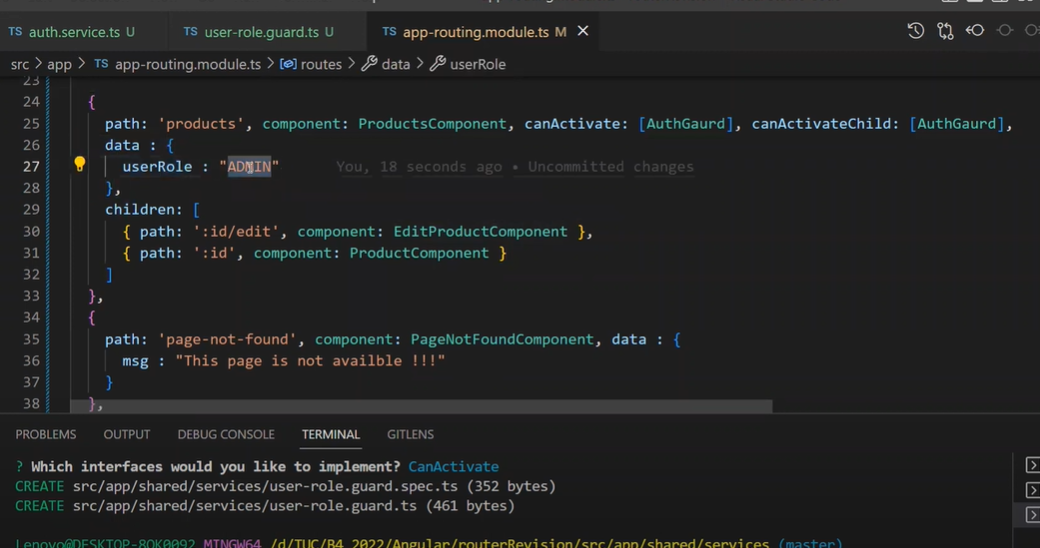 TS auth.service.ts U TS user-role.guard.ts U TS app-routing.module.ts M
src > app > TS app-routing.module.ts > routes > data > userRole
23
24 {
25 path: 'products', component: ProductsComponent, canActivate: [AuthGaurd], canActivateChild: [AuthGaurd],
26 data : {
27 userRole : "ADMIN" You, 18 seconds ago • Uncommitted changes
28 },
29 children: [
30 { path: ':id/edit', component: EditProductComponent },
31 { path: ':id', component: ProductComponent }
32 ]
33 },
34 {
35 path: 'page-not-found', component: PageNotFoundComponent, data : {
36 msg : "This page is not availble !!!"
37 }
38 },
PROBLEMS OUTPUT DEBUG CONSOLE TERMINAL GITLENS
? Which interfaces would you like to implement? CanActivate
CREATE src/app/shared/services/user-role.guard.spec.ts (352 bytes)
CREATE src/app/shared/services/user-role.guard.ts (461 bytes)
Lenovo@DESKTOP-8OK0092 MINGW64 /d/TUC/B4_2022/Angular/routerRevision/src/app/shared/services (master)